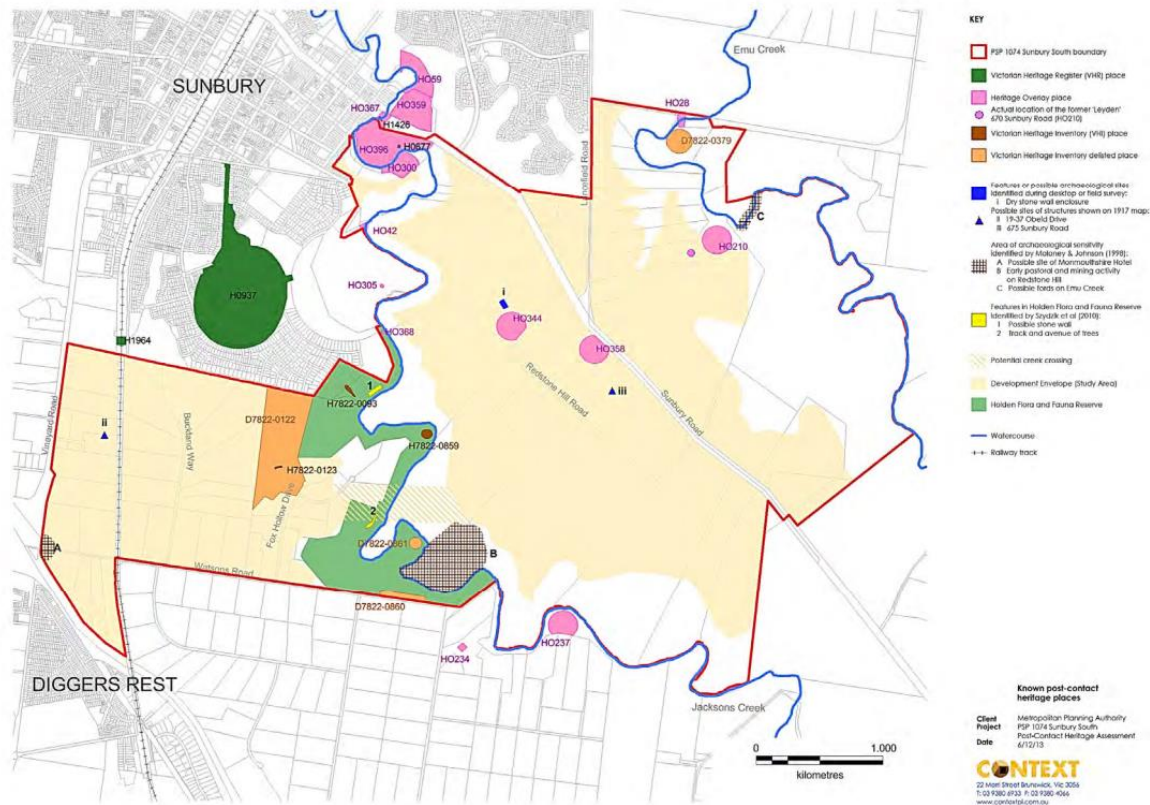 SUNBURY
DIGGERS REST
Emu Creek
Jacksons Creek
HO59
HO367
HO359
H1426
HO396
H0877
HO300
HO42
HO305
HO368
HO28
D7822-0379
C
HO210
i
HO344
HO358
iii
Redstone Hill Road
Sunbury Road
Lancefield Road
H0937
H1964
Vineyard Road
ii
Buckland Way
D7822-0122
H7822-0093
1
H7822-0859
H7822-0123
Fox Hollow Drive
2
D7822-0861
B
A
Watsons Road
D7822-0860
HO234
HO237
0
1.000
kilometres
KEY
PSP 1074 Sunbury South boundary
Victorian Heritage Register (VHR) place
Heritage Overlay place
Actual location of the former 'Leyden'
670 Sunbury Road (HO210)
Victorian Heritage Inventory (VHI) place
Victorian Heritage Inventory delisted place
Features or possible archaeological sites
identified during desktop or field survey:
i Dry stone wall enclosure
Possible sites of structures shown on 1917 map:
ii 19-37 Obeid Drive
iii 675 Sunbury Road
Area of archaeological sensitivity
identified by Moloney & Johnson (1998):
A Possible site of Monmouthshire Hotel
B Early pastoral and mining activity
on Redstone Hill
C Possible fords on Emu Creek
Features in Holden Flora and Fauna Reserve
identified by Szydzik et al (2010):
1 Possible stone wall
2 Track and avenue of trees
Potential creek crossing
Development Envelope (Study Area)
Holden Flora and Fauna Reserve
Watercourse
Railway track
Known post-contact
heritage places
Client Metropolitan Planning Authority
Project PSP 1074 Sunbury South
Post-Contact Heritage Assessment
Date 6/12/13
CONTEXT
22 Merri Street Brunswick, Vic 3056
T: 03 9380 6933 F: 03 9380 4066
www.contextpl.com.au